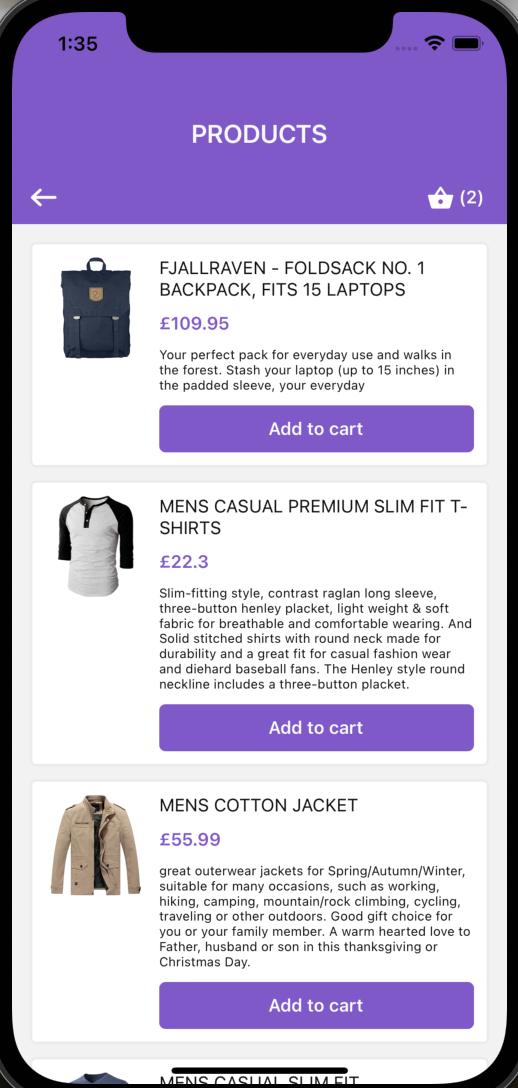 1:35
PRODUCTS
(2)
FJALLRAVEN - FOLDSACK NO. 1
BACKPACK, FITS 15 LAPTOPS
£109.95
Your perfect pack for everyday use and walks in
the forest. Stash your laptop (up to 15 inches) in
the padded sleeve, your everyday
Add to cart
MENS CASUAL PREMIUM SLIM FIT T-
SHIRTS
£22.3
Slim-fitting style, contrast raglan long sleeve,
three-button henley placket, light weight & soft
fabric for breathable and comfortable wearing. And
Solid stitched shirts with round neck made for
durability and a great fit for casual fashion wear
and diehard baseball fans. The Henley style round
neckline includes a three-button placket.
Add to cart
MENS COTTON JACKET
£55.99
great outerwear jackets for Spring/Autumn/Winter,
suitable for many occasions, such as working,
hiking, camping, mountain/rock climbing, cycling,
traveling or other outdoors. Good gift choice for
you or your family member. A warm hearted love to
Father, husband or son in this thanksgiving or
Christmas Day.
Add to cart
MENS CASUAL SLIM FIT